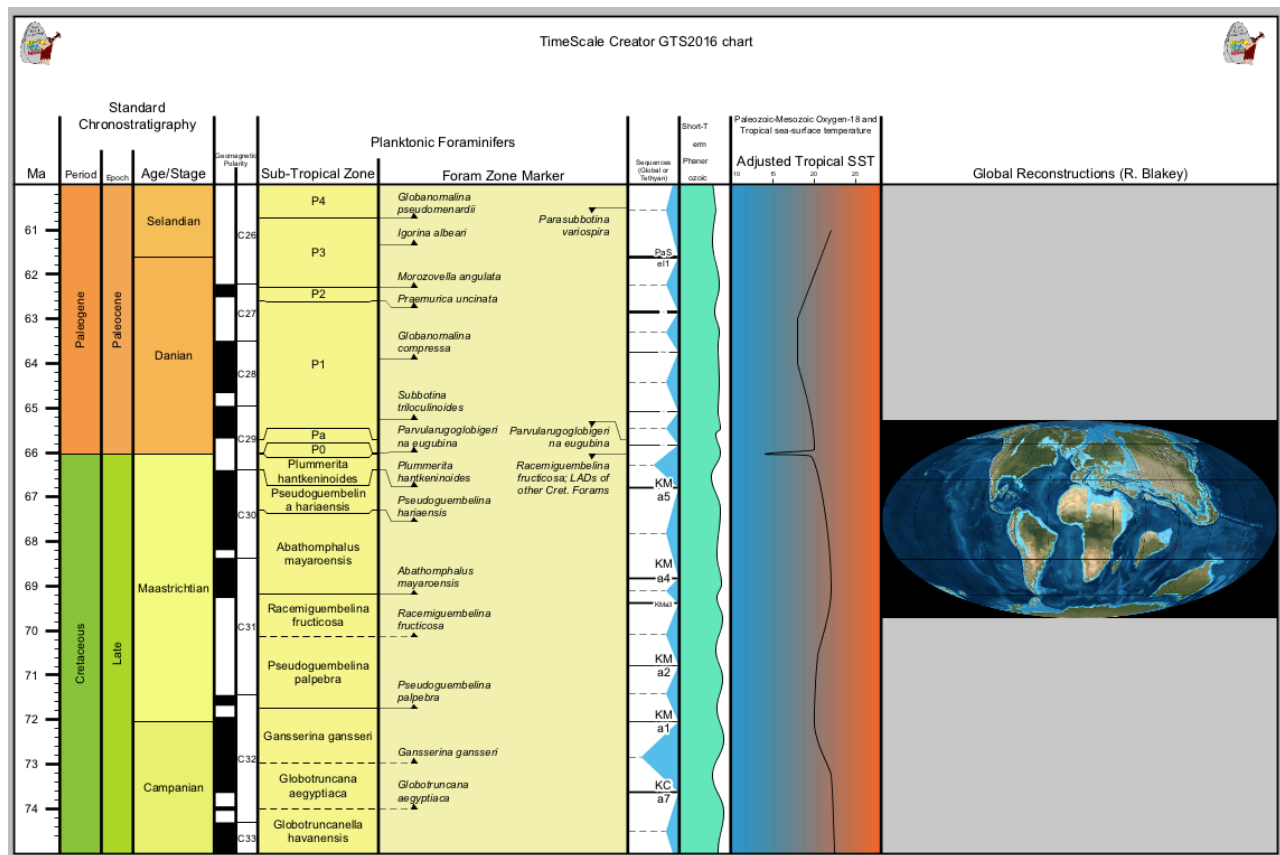 TimeScale Creator GTS2016 chart
Standard
Chronostratigraphy
Ma
Period
Epoch
Age/Stage
Geomagnetic
Polarity
Planktonic Foraminifers
Sub-Tropical Zone
Foram Zone Marker
Sequences
(Global or
Tethyan)
Short-T
erm
Phaner
ozoic
Paleozoic-Mesozoic Oxygen-18 and
Tropical sea-surface temperature
Adjusted Tropical SST
10 15 20 25
Global Reconstructions (R. Blakey)
61
62
63
64
65
66
67
68
69
70
71
72
73
74
Paleogene
Cretaceous
Paleocene
Late
Selandian
Danian
Maastrichtian
Campanian
C26
C27
C28
C29
C30
C31
C32
C33
P4
P3
P2
P1
Pa
P0
Plummerita
hantkeninoides
Pseudoguembelin
a hariaensis
Abathomphalus
mayaroensis
Racemiguembelina
fructicosa
Pseudoguembelina
palpebra
Gansserina gansseri
Globotruncana
aegyptiaca
Globotruncanella
havanensis
Globanomalina
pseudomenardii
Igorina albeari
Morozovella angulata
Praemurica uncinata
Globanomalina
compressa
Subbotina
triloculinoides
Parvularugoglobigeri
na eugubina
Plummerita
hantkeninoides
Pseudoguembelina
hariaensis
Abathomphalus
mayaroensis
Racemiguembelina
fructicosa
Pseudoguembelina
palpebra
Gansserina gansseri
Globotruncana
aegyptiaca
Parasubbotina
variospira
Parvularugoglobigeri
na eugubina
Racemiguembelina
fructicosa; LADs of
other Cret. Forams
PaS
el1
KM
a5
KM
a4
KMa3
KM
a2
KM
a1
KC
a7